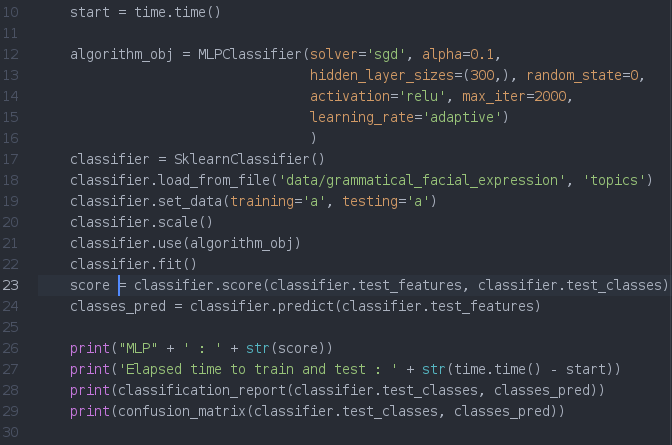 10 start = time.time()
11
12 algorithm_obj = MLPClassifier(solver='sgd', alpha=0.1,
13 hidden_layer_sizes=(300,), random_state=0,
14 activation='relu', max_iter=2000,
15 learning_rate='adaptive')
16 )
17 classifier = SklearnClassifier()
18 classifier.load_from_file('data/grammatical_facial_expression', 'topics')
19 classifier.set_data(training='a', testing='a')
20 classifier.scale()
21 classifier.use(algorithm_obj)
22 classifier.fit()
23 score = classifier.score(classifier.test_features, classifier.test_classes)
24 classes_pred = classifier.predict(classifier.test_features)
25
26 print("MLP" + ' : ' + str(score))
27 print('Elapsed time to train and test : ' + str(time.time() - start))
28 print(classification_report(classifier.test_classes, classes_pred))
29 print(confusion_matrix(classifier.test_classes, classes_pred))
30